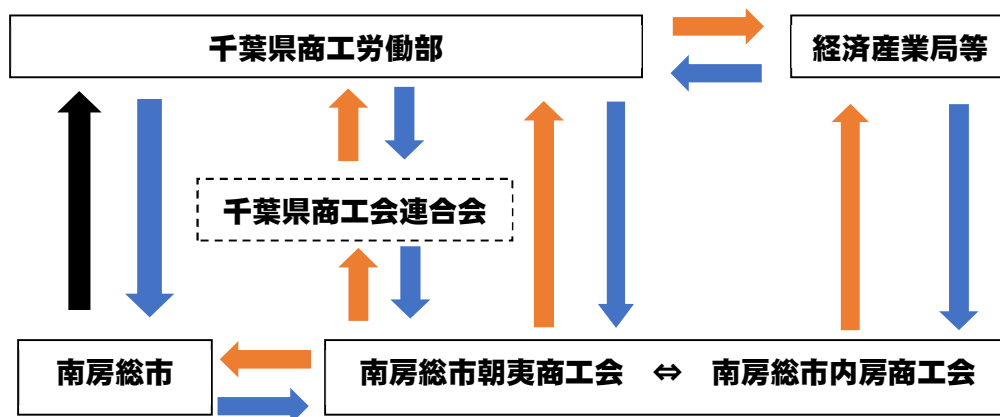 千葉県商工労働部
経済産業局等
千葉県商工会連合会
南房総市
南房総市朝夷商工会 ⇔ 南房総市内房商工会